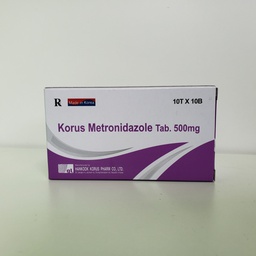 R
Made in Korea
10T X 10B
Korus Metronidazole Tab. 500mg
HANKOOK KORUS PHARM CO., LTD.